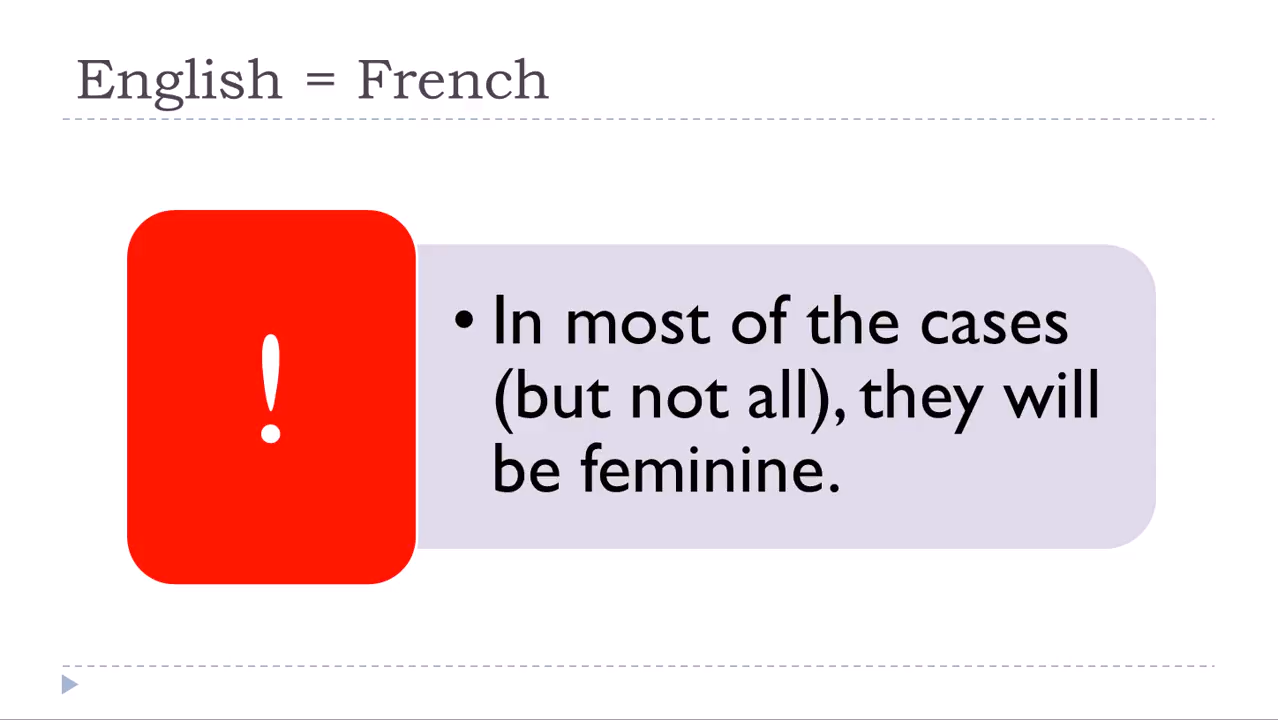 English = French
!
• In most of the cases
(but not all), they will
be feminine.